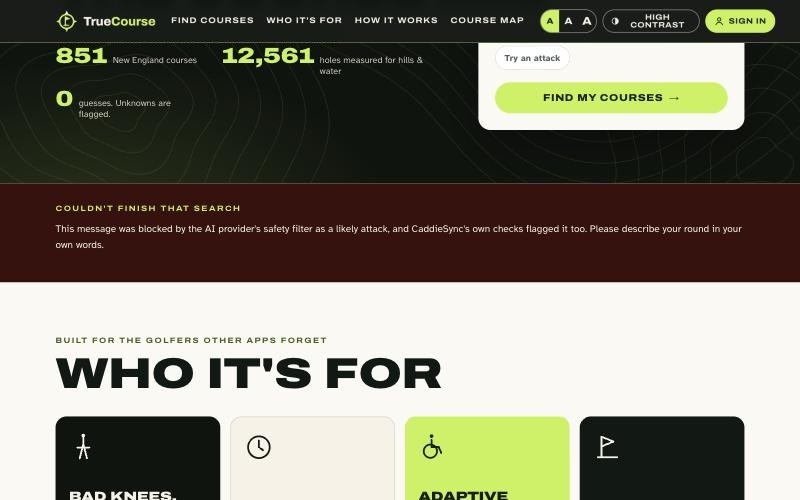 TrueCourse FIND COURSES WHO IT'S FOR HOW IT WORKS COURSE MAP A A A HIGH CONTRAST SIGN IN
851 New England courses 12,561 holes measured for hills & water
0 guesses. Unknowns are flagged.
Try an attack
FIND MY COURSES →
COULDN'T FINISH THAT SEARCH
This message was blocked by the AI provider's safety filter as a likely attack, and CaddieSync's own checks flagged it too. Please describe your round in your
own words.
BUILT FOR THE GOLFERS OTHER APPS FORGET
WHO IT'S FOR
BAD KNEES,
ADAPTIVE